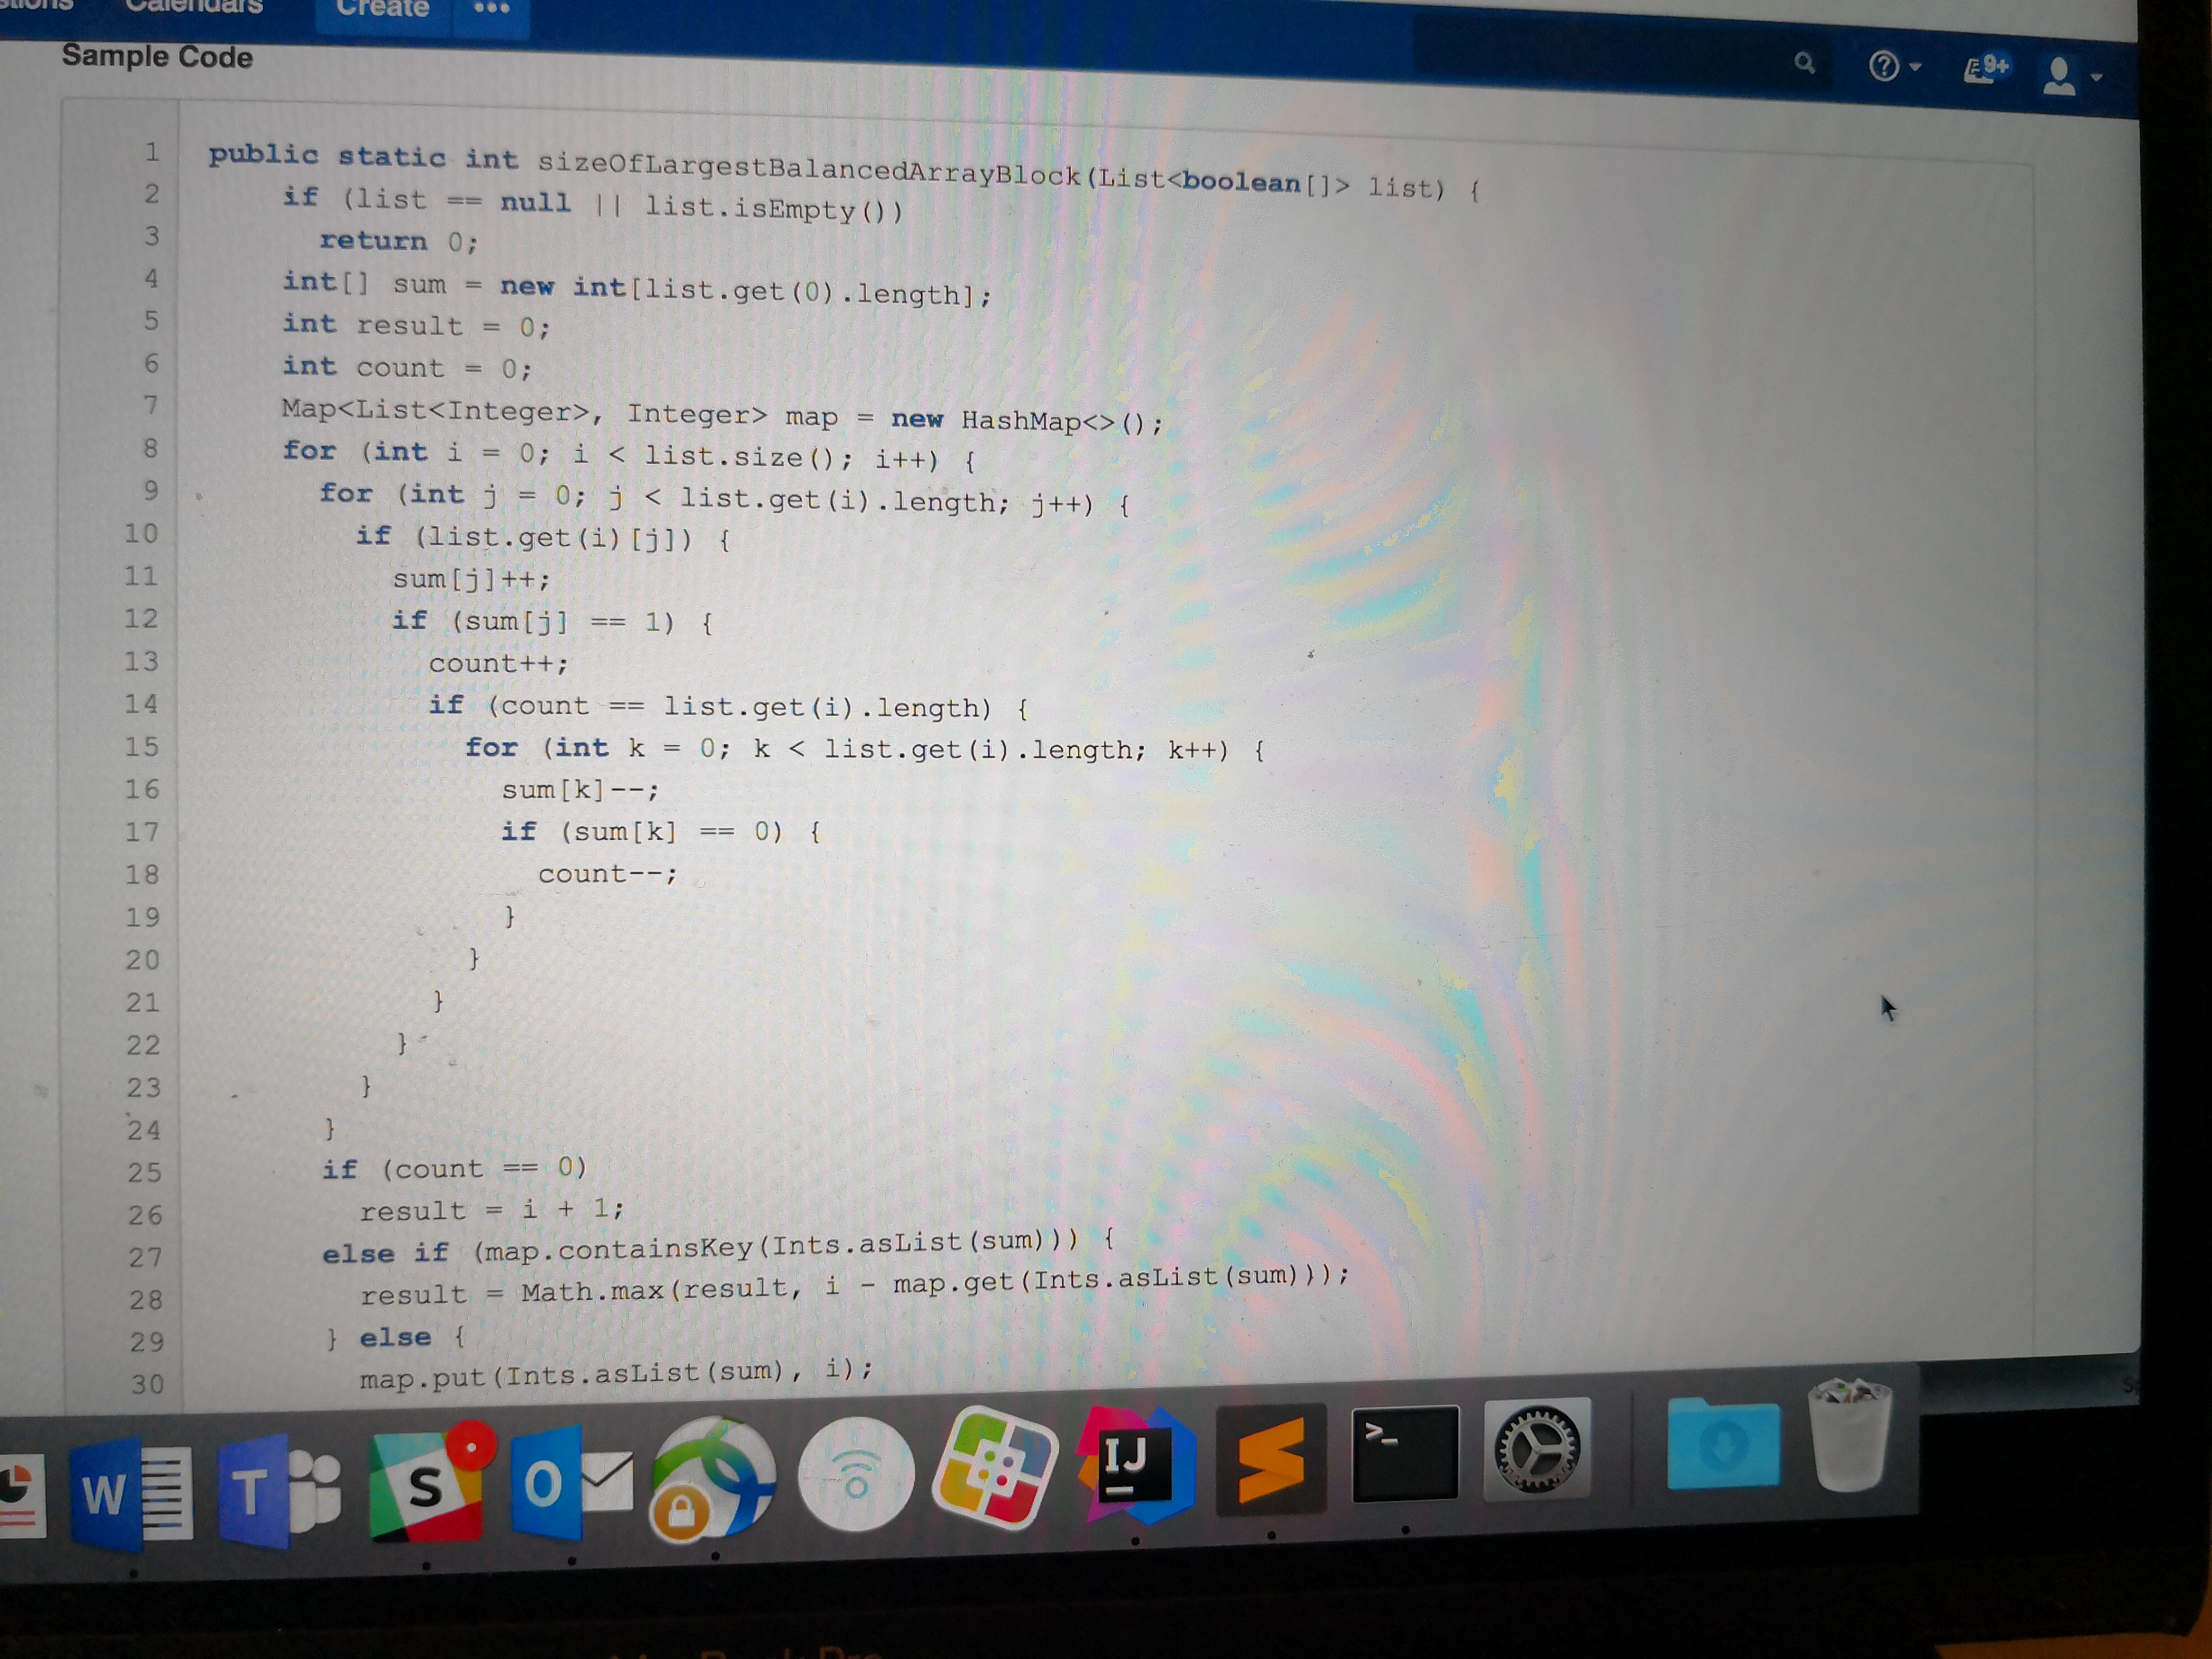 Calendars
Create
•••
Sample Code
9+
1 public static int sizeOfLargestBalancedArrayBlock(List<boolean[]> list) {
2 if (list == null || list.isEmpty())
3 return 0;
4 int[] sum = new int[list.get(0).length];
5 int result = 0;
6 int count = 0;
7 Map<List<Integer>, Integer> map = new HashMap<>();
8 for (int i = 0; i < list.size(); i++) {
9 for (int j = 0; j < list.get(i).length; j++) {
10 if (list.get(i)[j]) {
11 sum[j]++;
12 if (sum[j] == 1) {
13 count++;
14 if (count == list.get(i).length) {
15 for (int k = 0; k < list.get(i).length; k++) {
16 sum[k]--;
17 if (sum[k] == 0) {
18 count--;
19 }
20 }
21 }
22 }
23 }
24 }
25 if (count == 0)
26 result = i + 1;
27 else if (map.containsKey(Ints.asList(sum))) {
28 result = Math.max(result, i - map.get(Ints.asList(sum)));
29 } else {
30 map.put(Ints.asList(sum), i);
W
T
S
O
IJ
>_